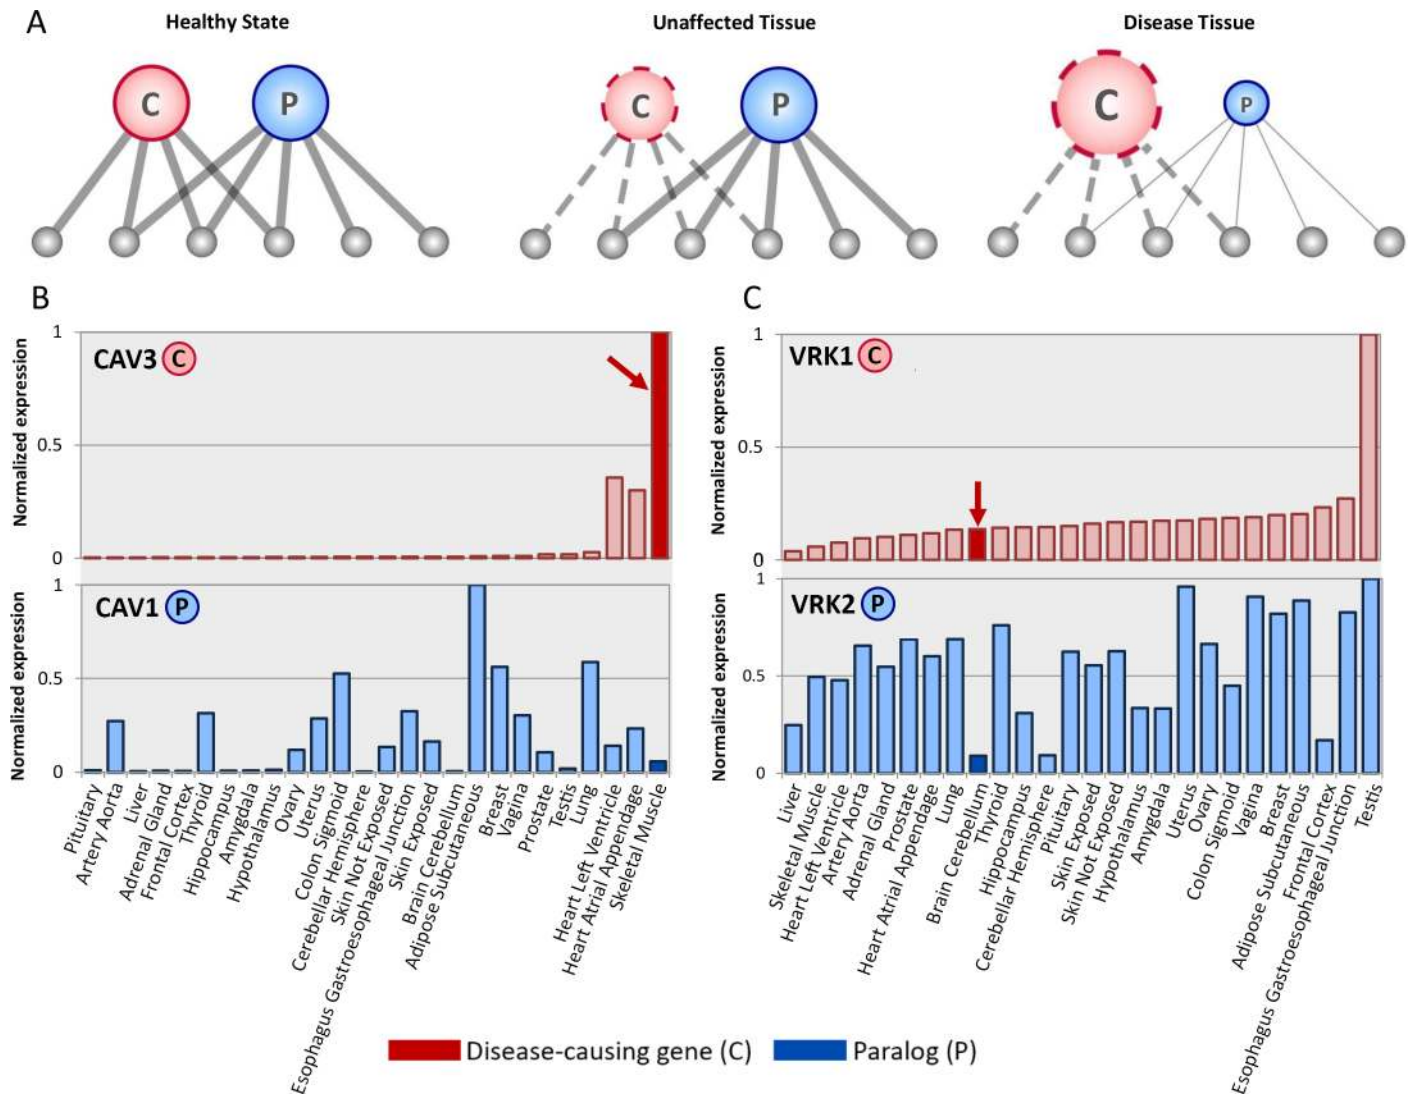 A
Healthy State
Unaffected Tissue
Disease Tissue
C
P
C
P
C
P
B
Normalized expression
1
0.5
0
CAV3 C
Normalized expression
1
0.5
0
CAV1 P
Pituitary
Artery Aorta
Liver
Adrenal Gland
Frontal Cortex
Thyroid
Hippocampus
Amygdala
Hypothalamus
Ovary
Uterus
Colon Sigmoid
Cerebellar Hemisphere
Skin Not Exposed
Esophagus Gastroesophageal Junction
Skin Exposed
Brain Cerebellum
Adipose Subcutaneous
Breast
Vagina
Prostate
Testis
Lung
Heart Left Ventricle
Heart Atrial Appendage
Skeletal Muscle
C
Normalized expression
1
0.5
0
VRK1 C
Normalized expression
1
0.5
0
VRK2 P
Liver
Skeletal Muscle
Heart Left Ventricle
Artery Aorta
Adrenal Gland
Prostate
Heart Atrial Appendage
Lung
Brain Cerebellum
Thyroid
Hippocampus
Cerebellar Hemisphere
Pituitary
Skin Exposed
Skin Not Exposed
Hypothalamus
Amygdala
Uterus
Ovary
Colon Sigmoid
Vagina
Breast
Adipose Subcutaneous
Frontal Cortex
Esophagus Gastroesophageal Junction
Testis
Disease-causing gene (C)
Paralog (P)